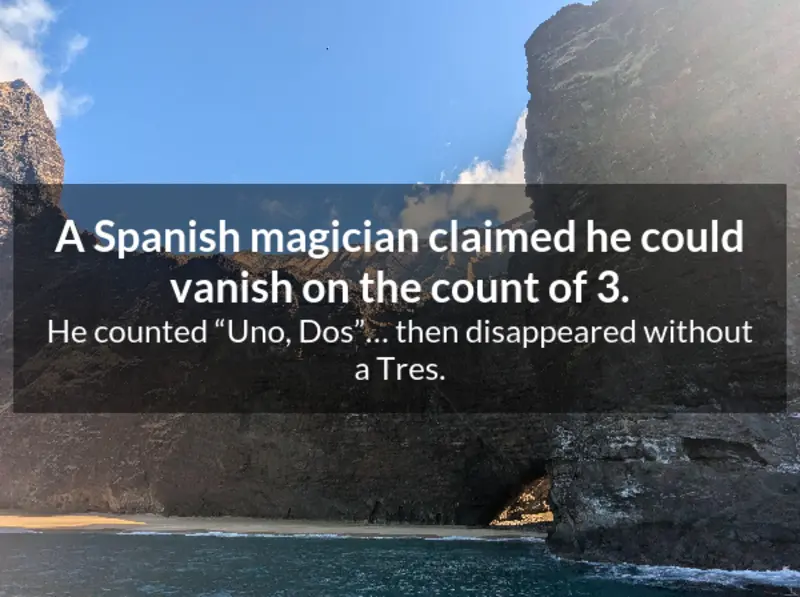 A Spanish magician claimed he could
vanish on the count of 3.
He counted “Uno, Dos”... then disappeared without
a Tres.